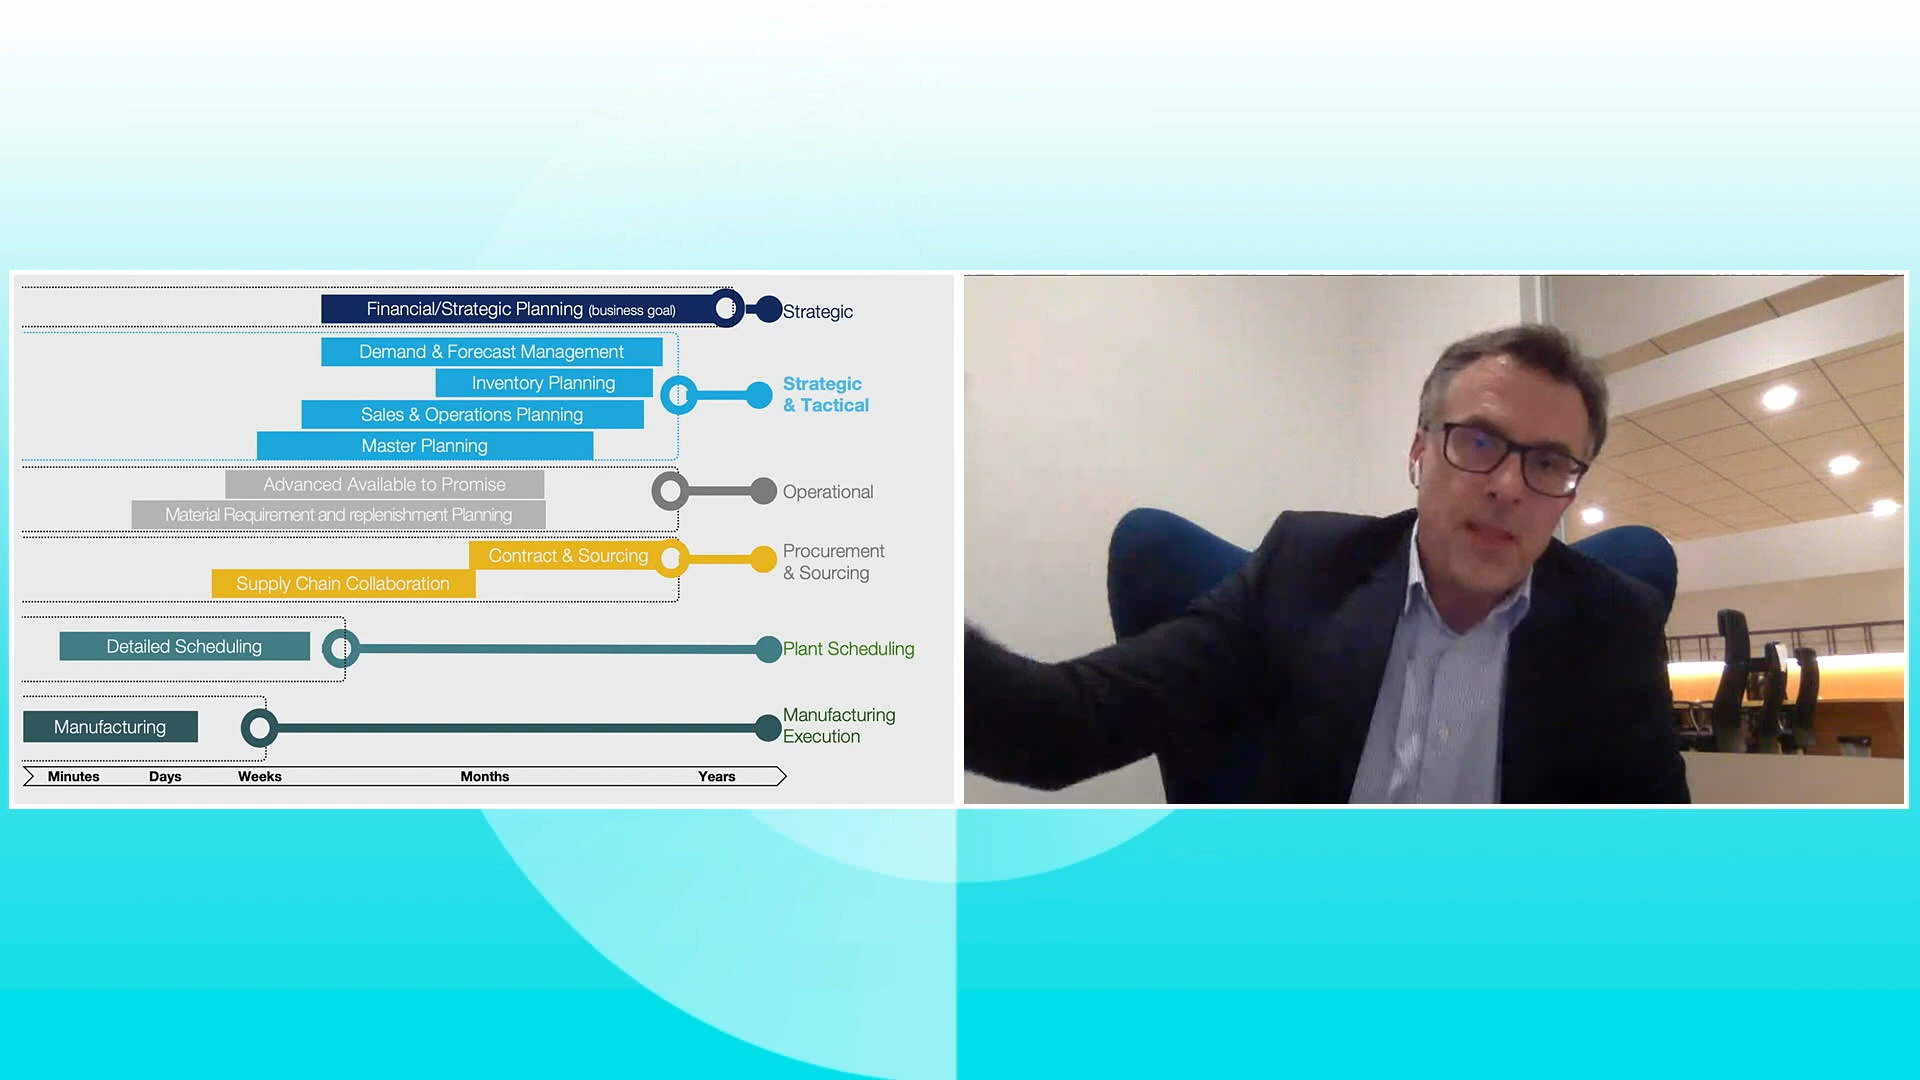 Financial/Strategic Planning (business goal)
Strategic
Demand & Forecast Management
Inventory Planning
Sales & Operations Planning
Master Planning
Strategic
& Tactical
Advanced Available to Promise
Material Requirement and replenishment Planning
Operational
Contract & Sourcing
Supply Chain Collaboration
Procurement
& Sourcing
Detailed Scheduling
Plant Scheduling
Manufacturing
Manufacturing
Execution
Minutes Days Weeks Months Years